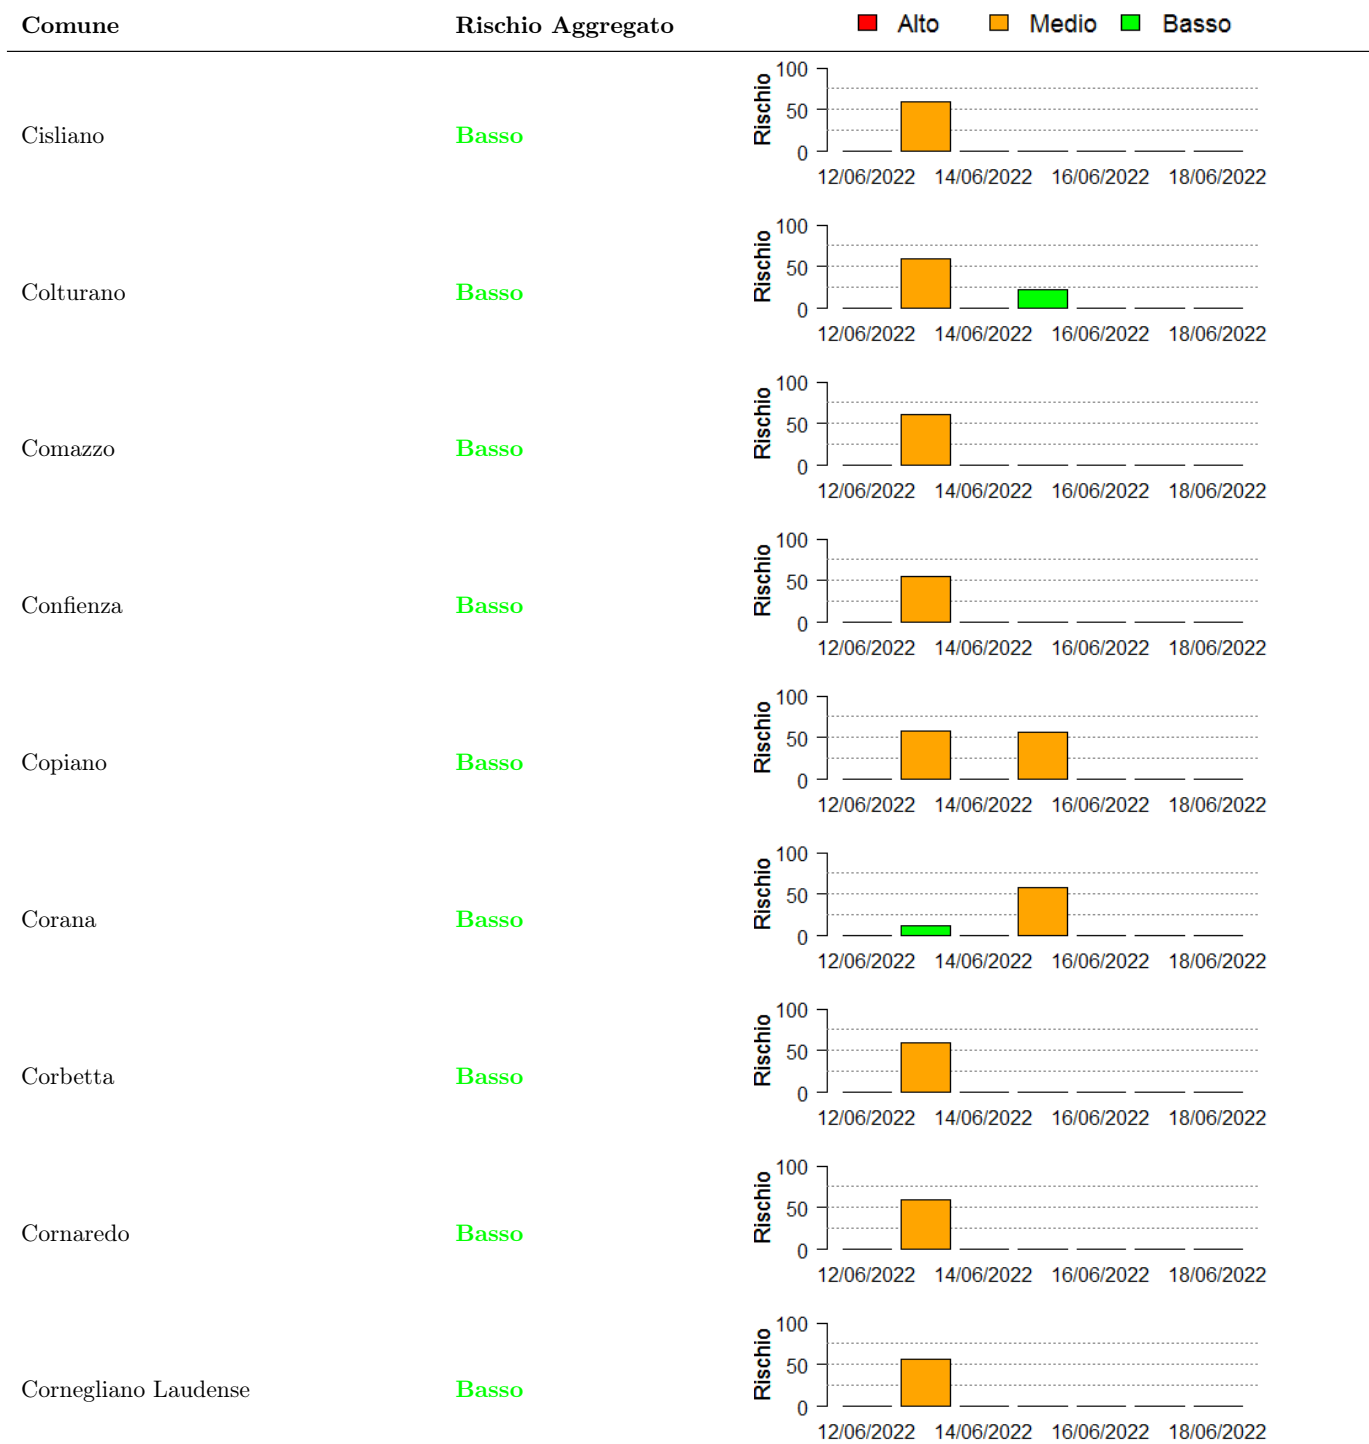 Comune Rischio Aggregato Alto Medio Basso
100
50
0
Rischio
Cisliano Basso
12/06/2022 14/06/2022 16/06/2022 18/06/2022
100
50
0
Rischio
Colturano Basso
12/06/2022 14/06/2022 16/06/2022 18/06/2022
100
50
0
Rischio
Comazzo Basso
12/06/2022 14/06/2022 16/06/2022 18/06/2022
100
50
0
Rischio
Confienza Basso
12/06/2022 14/06/2022 16/06/2022 18/06/2022
100
50
0
Rischio
Copiano Basso
12/06/2022 14/06/2022 16/06/2022 18/06/2022
100
50
0
Rischio
Corana Basso
12/06/2022 14/06/2022 16/06/2022 18/06/2022
100
50
0
Rischio
Corbetta Basso
12/06/2022 14/06/2022 16/06/2022 18/06/2022
100
50
0
Rischio
Cornaredo Basso
12/06/2022 14/06/2022 16/06/2022 18/06/2022
100
50
0
Rischio
Cornegliano Laudense Basso
12/06/2022 14/06/2022 16/06/2022 18/06/2022